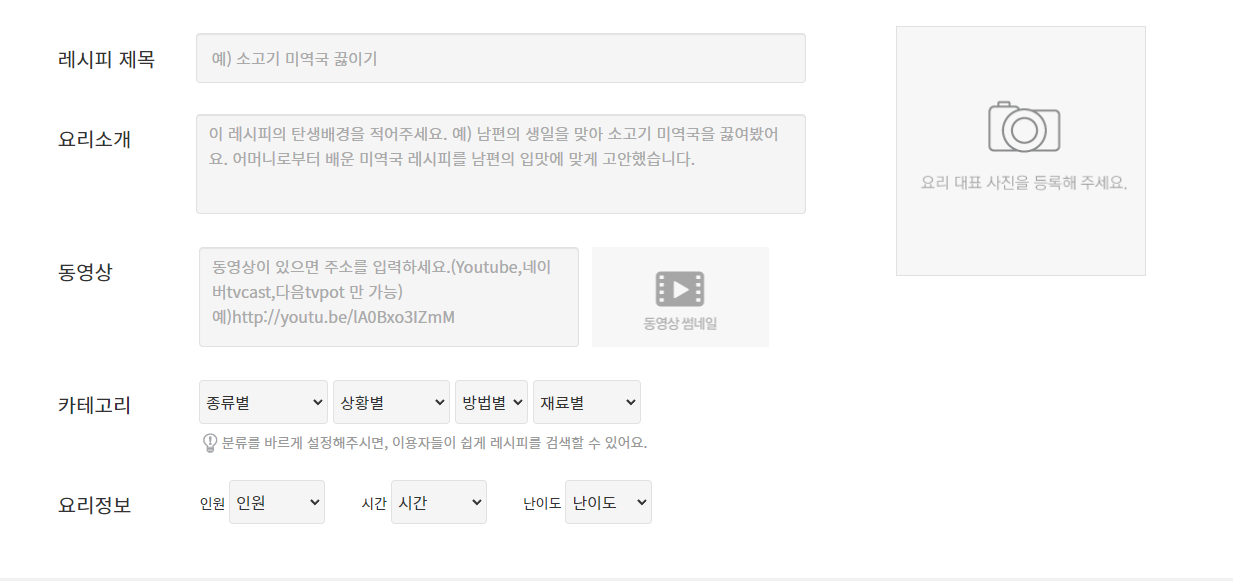 레시피 제목
예) 소고기 미역국 끓이기
요리소개
이 레시피의 탄생배경을 적어주세요. 예) 남편의 생일을 맞아 소고기 미역국을 끓여봤어
요. 어머니로부터 배운 미역국 레시피를 남편의 입맛에 맞게 고안했습니다.
요리 대표 사진을 등록해 주세요.
동영상
동영상이 있으면 주소를 입력하세요.(Youtube,네이
버tvcast,다음tvpot 만 가능)
예)http://youtu.be/lA0Bxo3IZmM
동영상 썸네일
카테고리
종류별 상황별 방법별 재료별
분류를 바르게 설정해주시면, 이용자들이 쉽게 레시피를 검색할 수 있어요.
요리정보
인원 인원 시간 시간 난이도 난이도